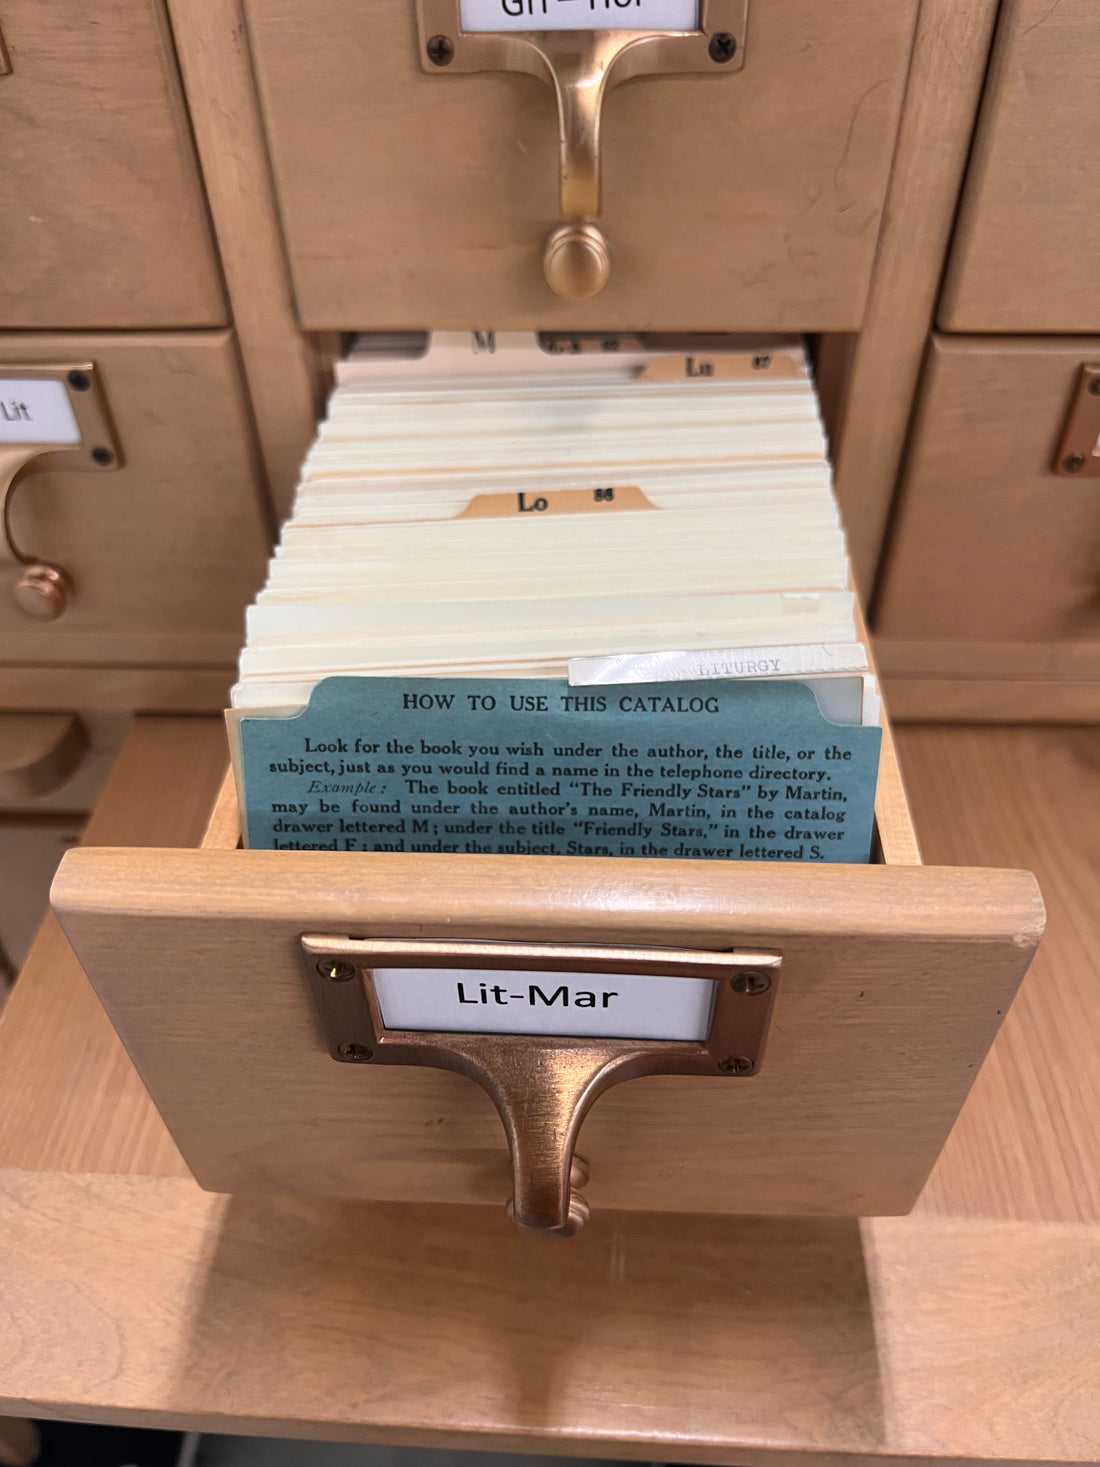 Lit
M
Lu 87
Lo 86
LITURGY
HOW TO USE THIS CATALOG
Look for the book you wish under the author, the title, or the
subject, just as you would find a name in the telephone directory.
Example: The book entitled "The Friendly Stars" by Martin,
may be found under the author's name, Martin, in the catalog
drawer lettered M; under the title "Friendly Stars," in the drawer
lettered F; and under the subject, Stars, in the drawer lettered S.
Lit-Mar